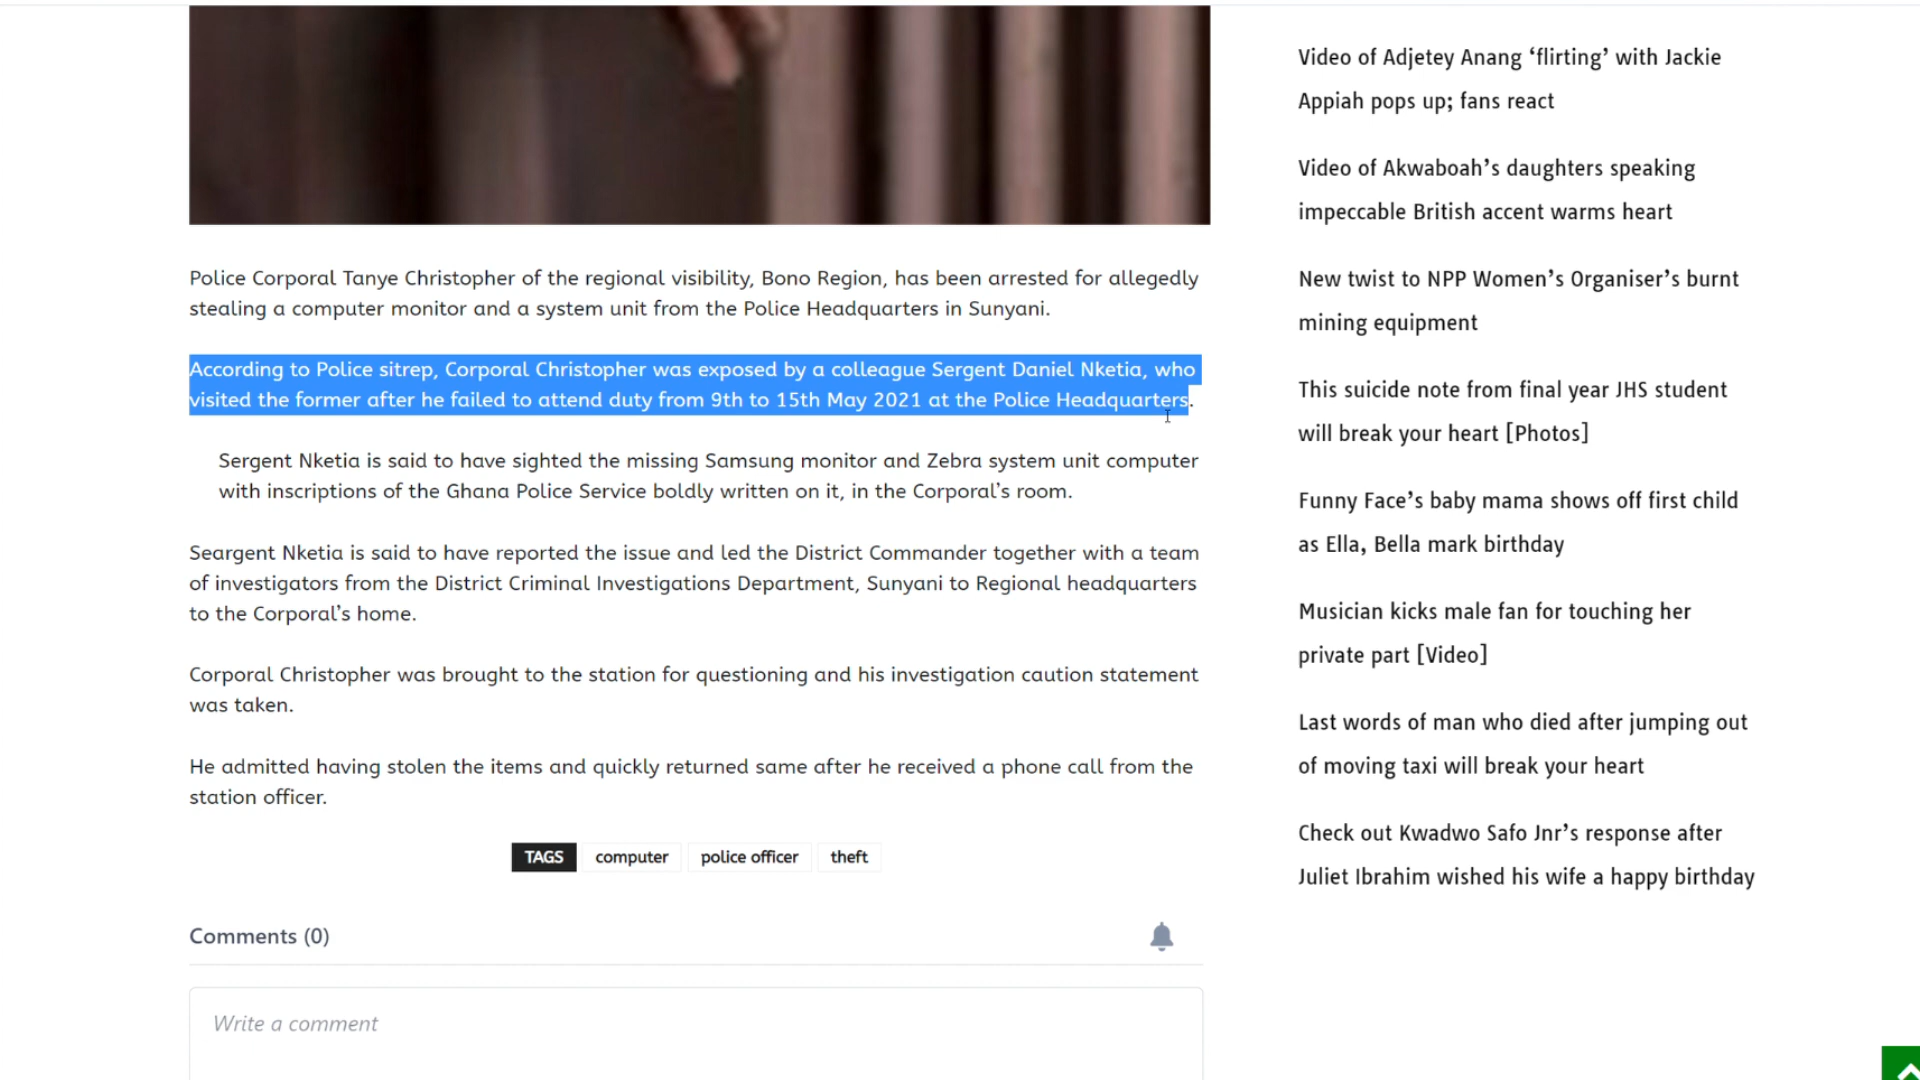 Police Corporal Tanye Christopher of the regional visibility, Bono Region, has been arrested for allegedly
stealing a computer monitor and a system unit from the Police Headquarters in Sunyani.
According to Police sitrep, Corporal Christopher was exposed by a colleague Sergent Daniel Nketia, who
visited the former after he failed to attend duty from 9th to 15th May 2021 at the Police Headquarters.
Sergent Nketia is said to have sighted the missing Samsung monitor and Zebra system unit computer
with inscriptions of the Ghana Police Service boldly written on it, in the Corporal’s room.
Seargent Nketia is said to have reported the issue and led the District Commander together with a team
of investigators from the District Criminal Investigations Department, Sunyani to Regional headquarters
to the Corporal’s home.
Corporal Christopher was brought to the station for questioning and his investigation caution statement
was taken.
He admitted having stolen the items and quickly returned same after he received a phone call from the
station officer.
TAGS computer police officer theft
Comments (0)
Write a comment
Video of Adjetey Anang ‘flirting’ with Jackie
Appiah pops up; fans react
Video of Akwaboah’s daughters speaking
impeccable British accent warms heart
New twist to NPP Women’s Organiser’s burnt
mining equipment
This suicide note from final year JHS student
will break your heart [Photos]
Funny Face’s baby mama shows off first child
as Ella, Bella mark birthday
Musician kicks male fan for touching her
private part [Video]
Last words of man who died after jumping out
of moving taxi will break your heart
Check out Kwadwo Safo Jnr’s response after
Juliet Ibrahim wished his wife a happy birthday